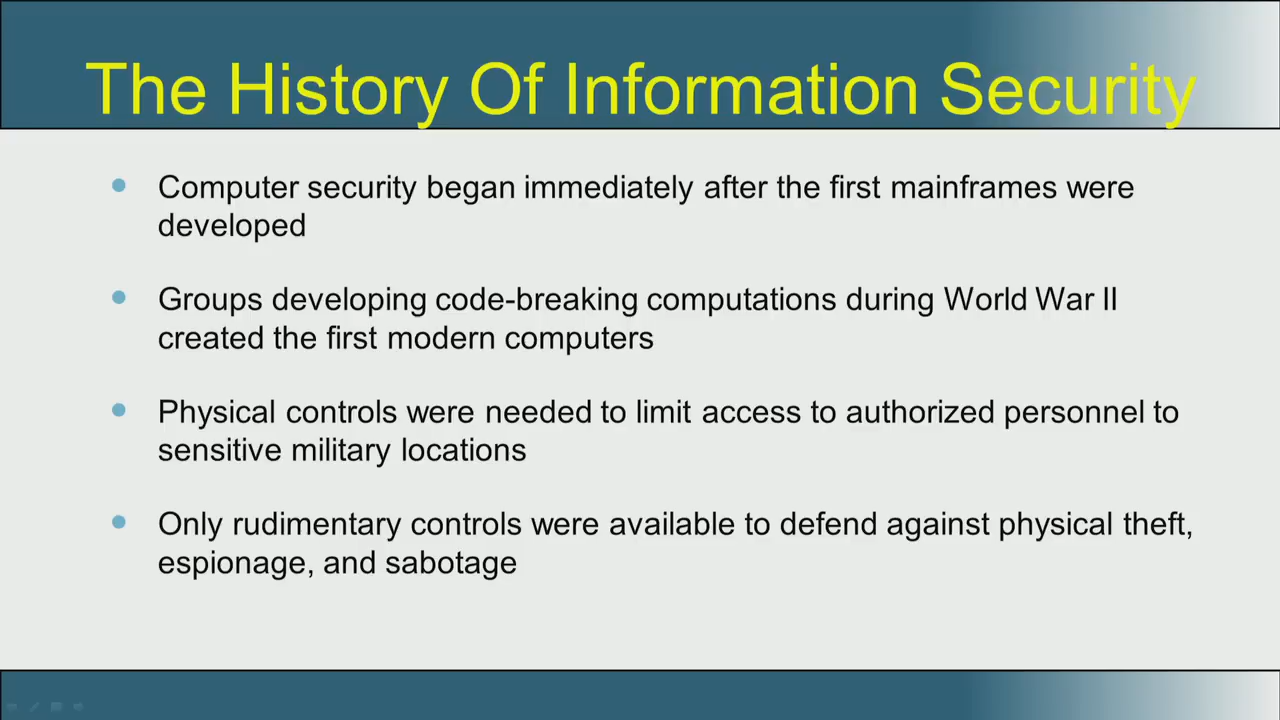 The History Of Information Security
Computer security began immediately after the first mainframes were
developed
Groups developing code-breaking computations during World War II
created the first modern computers
Physical controls were needed to limit access to authorized personnel to
sensitive military locations
Only rudimentary controls were available to defend against physical theft,
espionage, and sabotage